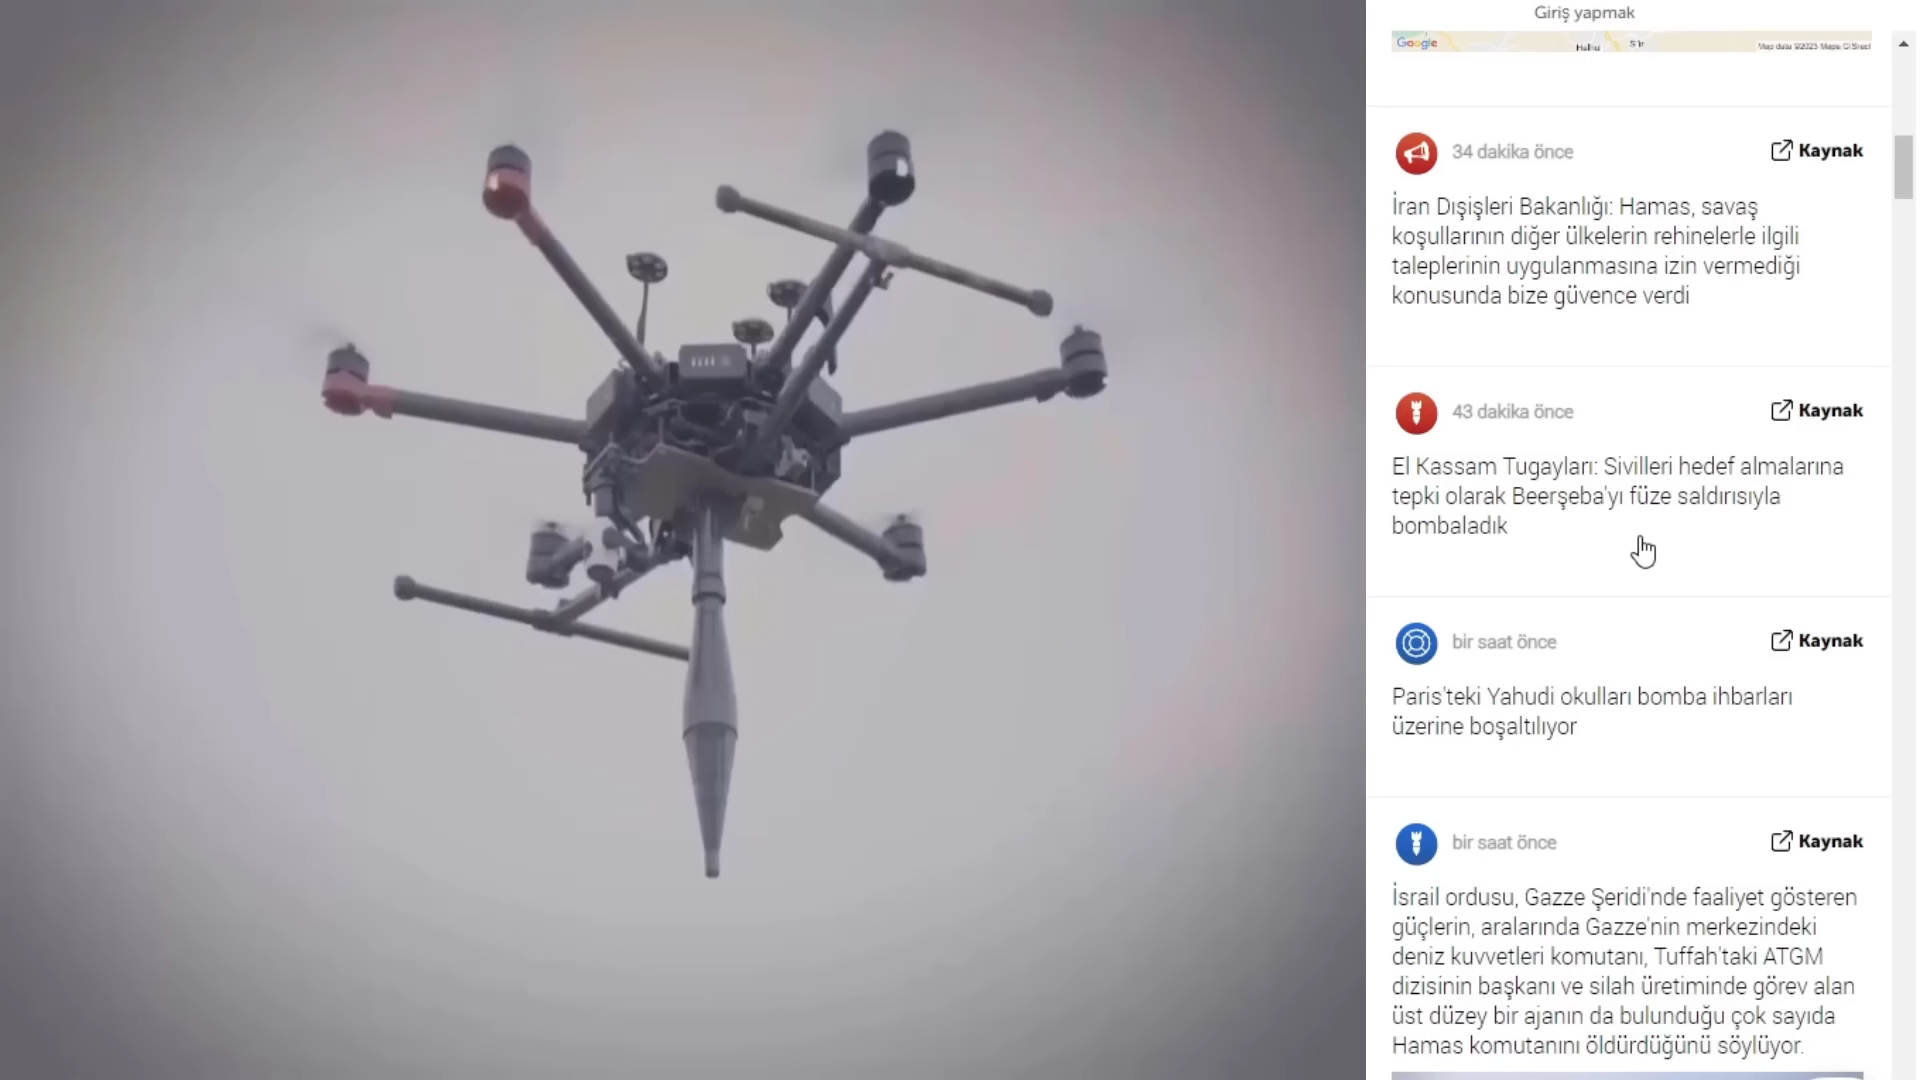 Giriş yapmak
Google
Map data ©2023 Mapa GISrael
34 dakika önce
Kaynak
İran Dışişleri Bakanlığı: Hamas, savaş
koşullarının diğer ülkelerin rehinelerle ilgili
taleplerinin uygulanmasına izin vermediği
konusunda bize güvence verdi
43 dakika önce
Kaynak
El Kassam Tugayları: Sivilleri hedef almalarına
tepki olarak Beerşeba'yı füze saldırısıyla
bombaladık
bir saat önce
Kaynak
Paris'teki Yahudi okulları bomba ihbarları
üzerine boşaltılıyor
bir saat önce
Kaynak
İsrail ordusu, Gazze Şeridi'nde faaliyet gösteren
güçlerin, aralarında Gazze'nin merkezindeki
deniz kuvvetleri komutanı, Tuffah'taki ATGM
dizisinin başkanı ve silah üretiminde görev alan
üst düzey bir ajanın da bulunduğu çok sayıda
Hamas komutanını öldürdüğünü söylüyor.